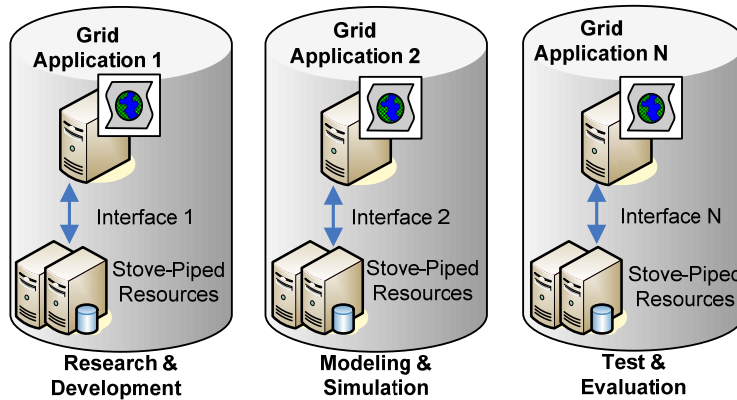 Grid
Application 1
Interface 1
Stove-Piped
Resources
Research &
Development
Grid
Application 2
Interface 2
Stove-Piped
Resources
Modeling &
Simulation
Grid
Application N
Interface N
Stove-Piped
Resources
Test &
Evaluation